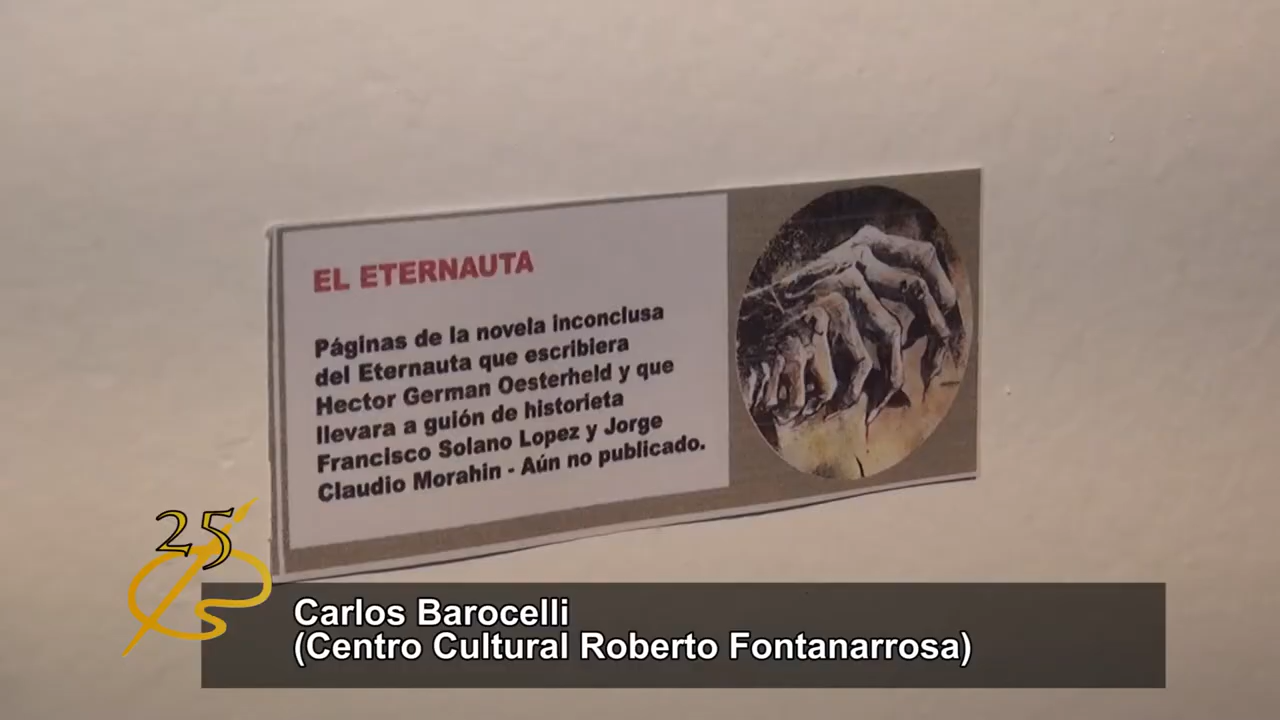 EL ETERNAUTA
Páginas de la novela inconclusa
del Eternauta que escribiera
Hector German Oesterheld y que
llevara a guión de historieta
Francisco Solano Lopez y Jorge
Claudio Morahin - Aún no publicado.
25
Carlos Barocelli
(Centro Cultural Roberto Fontanarrosa)